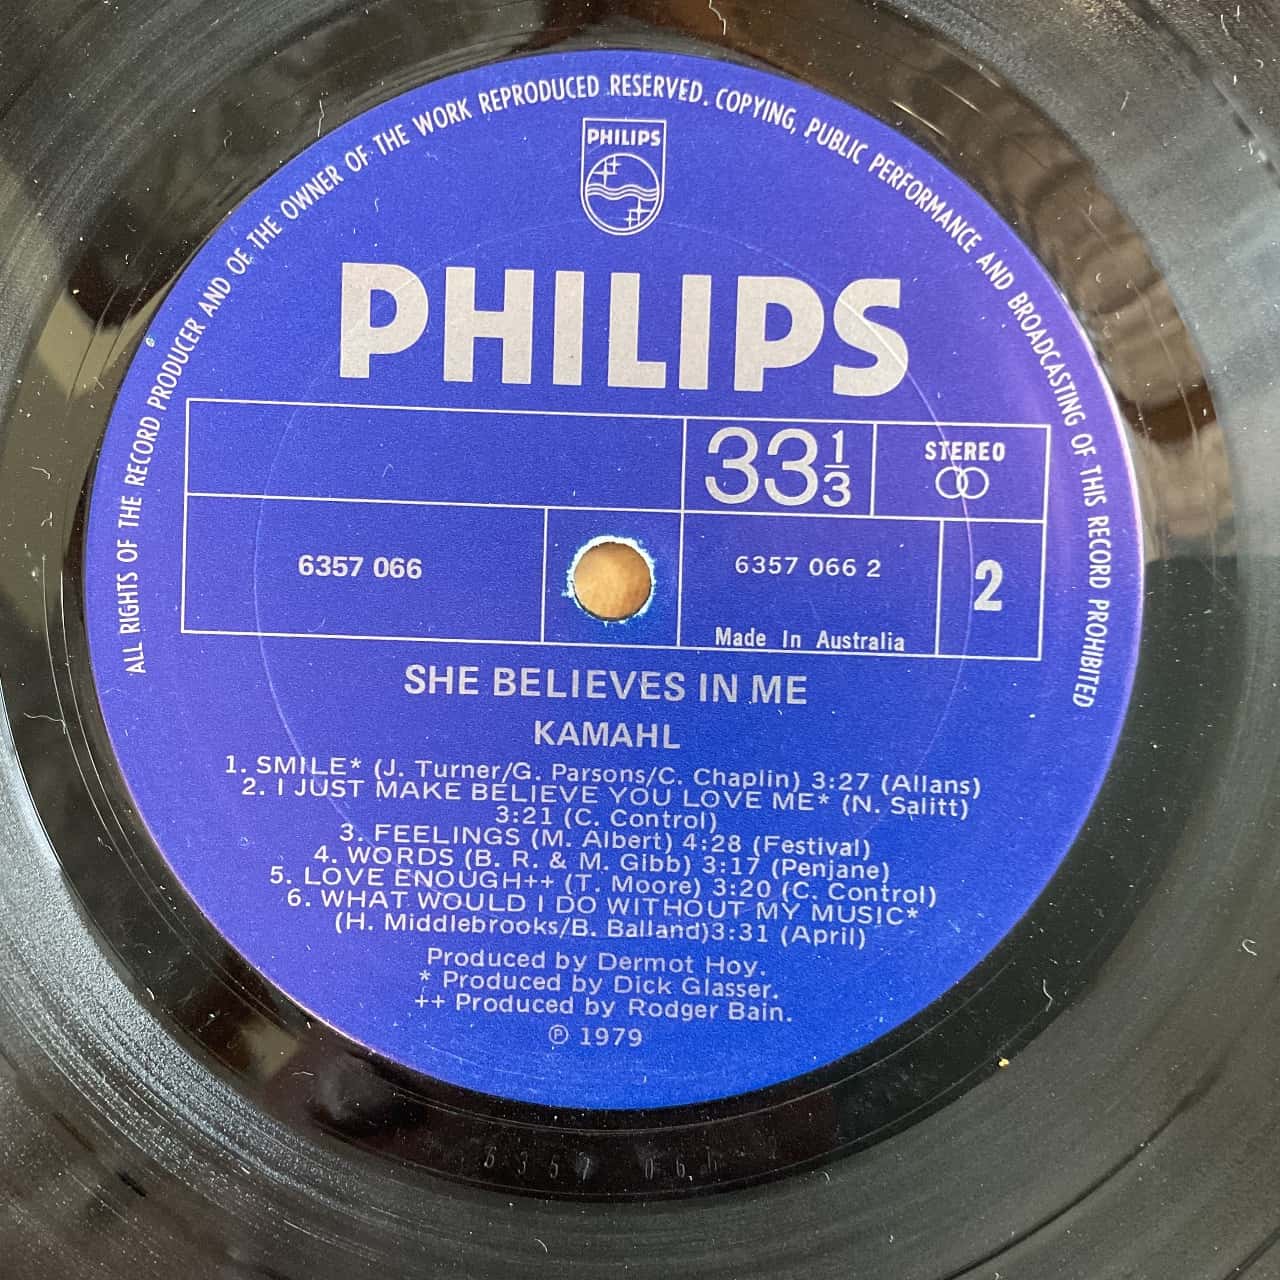 ALL RIGHTS OF THE RECORD PRODUCER AND OF THE OWNER OF THE WORK REPRODUCED RESERVED. COPYING, PUBLIC PERFORMANCE AND BROADCASTING OF THIS RECORD PROHIBITED
PHILIPS
PHILIPS
33 1/3
STEREO
6357 066
6357 066 2
2
Made In Australia
SHE BELIEVES IN ME
KAMAHL
1. SMILE* (J. Turner/G. Parsons/C. Chaplin) 3:27 (Allans)
2. I JUST MAKE BELIEVE YOU LOVE ME* (N. Salitt)
3:21 (C. Control)
3. FEELINGS (M. Albert) 4:28 (Festival)
4. WORDS (B. R. & M. Gibb) 3:17 (Penjane)
5. LOVE ENOUGH++ (T. Moore) 3:20 (C. Control)
6. WHAT WOULD I DO WITHOUT MY MUSIC*
(H. Middlebrooks/B. Balland)3:31 (April)
Produced by Dermot Hoy.
* Produced by Dick Glasser.
++ Produced by Rodger Bain.
℗ 1979